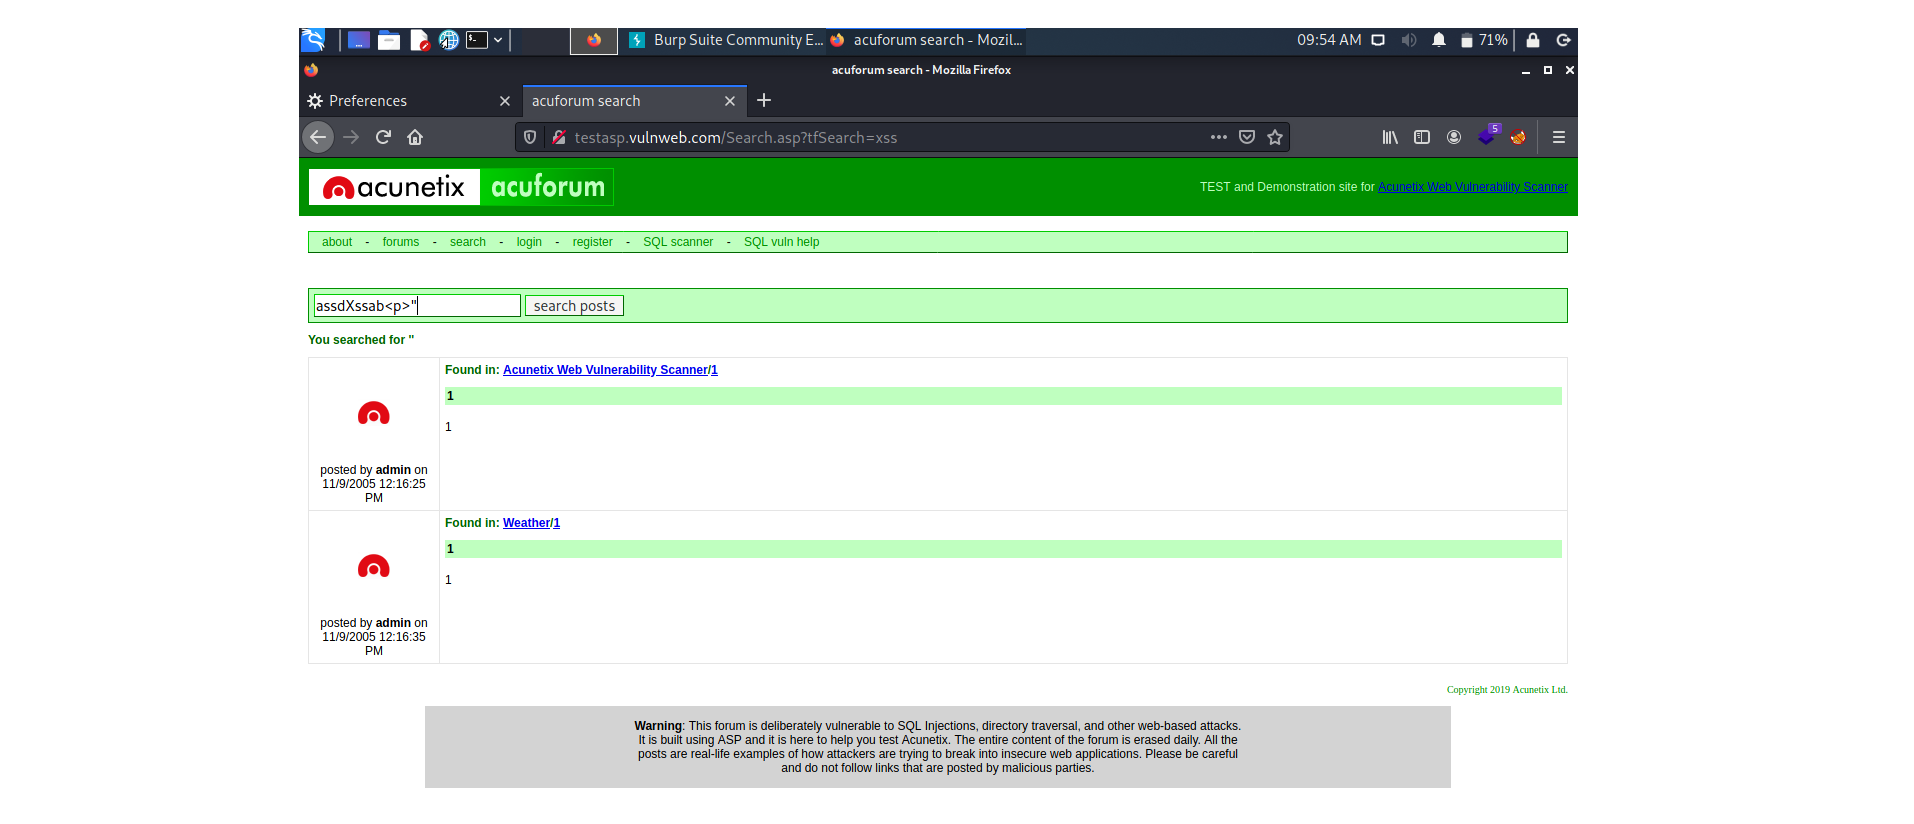 Burp Suite Community E... acuforum search - Mozil... 09:54 AM 71%
acuforum search - Mozilla Firefox
Preferences acuforum search
testasp.vulnweb.com/Search.asp?tfSearch=xss 5
acunetix acuforum TEST and Demonstration site for Acunetix Web Vulnerability Scanner
about - forums - search - login - register - SQL scanner - SQL vuln help
assdXssab<p>" search posts
You searched for ''
Found in: Acunetix Web Vulnerability Scanner/1
1
1
posted by admin on
11/9/2005 12:16:25
PM
Found in: Weather/1
1
1
posted by admin on
11/9/2005 12:16:35
PM
Copyright 2019 Acunetix Ltd.
Warning: This forum is deliberately vulnerable to SQL Injections, directory traversal, and other web-based attacks.
It is built using ASP and it is here to help you test Acunetix. The entire content of the forum is erased daily. All the
posts are real-life examples of how attackers are trying to break into insecure web applications. Please be careful
and do not follow links that are posted by malicious parties.